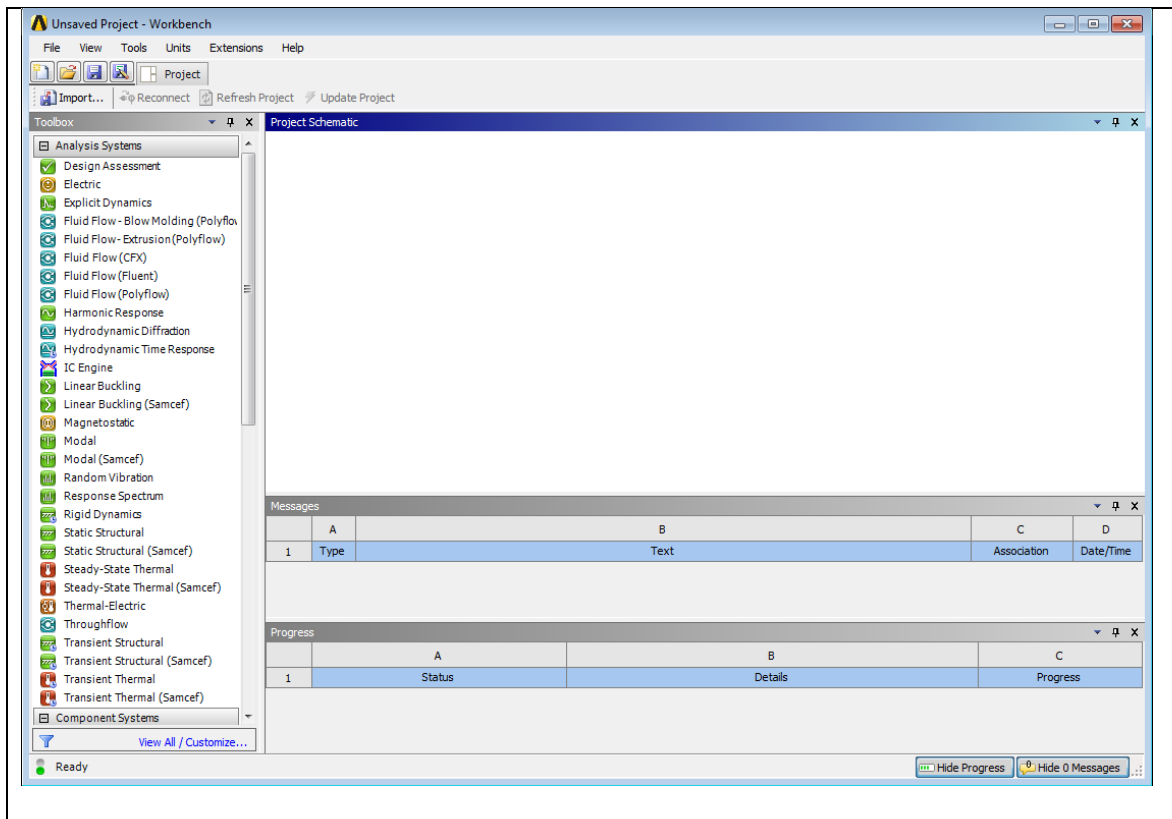 Unsaved Project - Workbench
File View Tools Units Extensions Help
Project
Import... Reconnect Refresh Project Update Project
Toolbox
Project Schematic
Analysis Systems
Design Assessment
Electric
Explicit Dynamics
Fluid Flow - Blow Molding (Polyflow
Fluid Flow - Extrusion (Polyflow)
Fluid Flow (CFX)
Fluid Flow (Fluent)
Fluid Flow (Polyflow)
Harmonic Response
Hydrodynamic Diffraction
Hydrodynamic Time Response
IC Engine
Linear Buckling
Linear Buckling (Samcef)
Magnetostatic
Modal
Modal (Samcef)
Random Vibration
Response Spectrum
Rigid Dynamics
Static Structural
Static Structural (Samcef)
Steady-State Thermal
Steady-State Thermal (Samcef)
Thermal-Electric
Throughflow
Transient Structural
Transient Structural (Samcef)
Transient Thermal
Transient Thermal (Samcef)
Component Systems
View All / Customize...
Messages
A B C D
1 Type Text Association Date/Time
Progress
A B C
1 Status Details Progress
Ready
Hide Progress
0 Hide 0 Messages